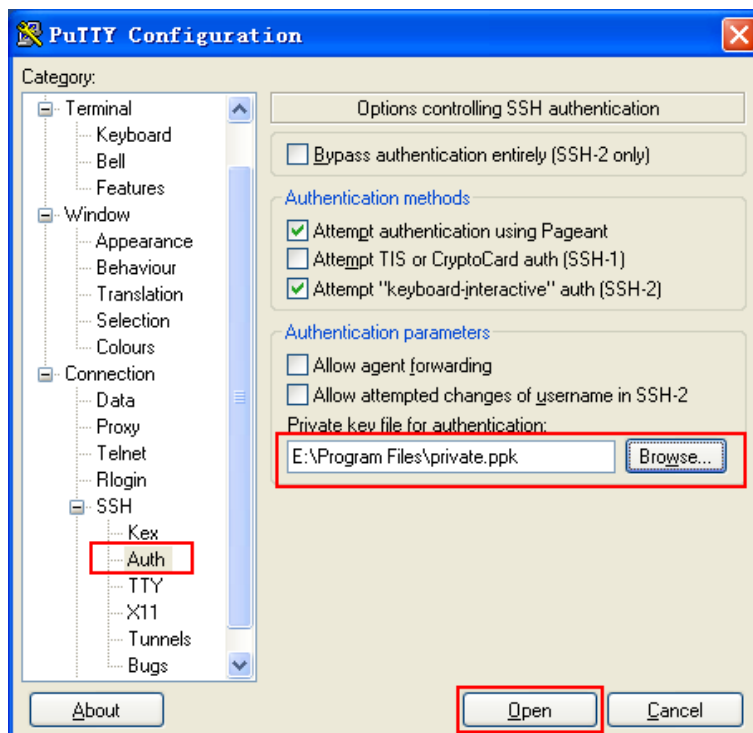 PuTTY Configuration
Category:
Terminal
Keyboard
Bell
Features
Window
Appearance
Behaviour
Translation
Selection
Colours
Connection
Data
Proxy
Telnet
Rlogin
SSH
Kex
Auth
TTY
X11
Tunnels
Bugs
Options controlling SSH authentication
Bypass authentication entirely (SSH-2 only)
Authentication methods
Attempt authentication using Pageant
Attempt TIS or CryptoCard auth (SSH-1)
Attempt "keyboard-interactive" auth (SSH-2)
Authentication parameters
Allow agent forwarding
Allow attempted changes of username in SSH-2
Private key file for authentication:
E:\Program Files\private.ppk
Browse...
About
Open
Cancel